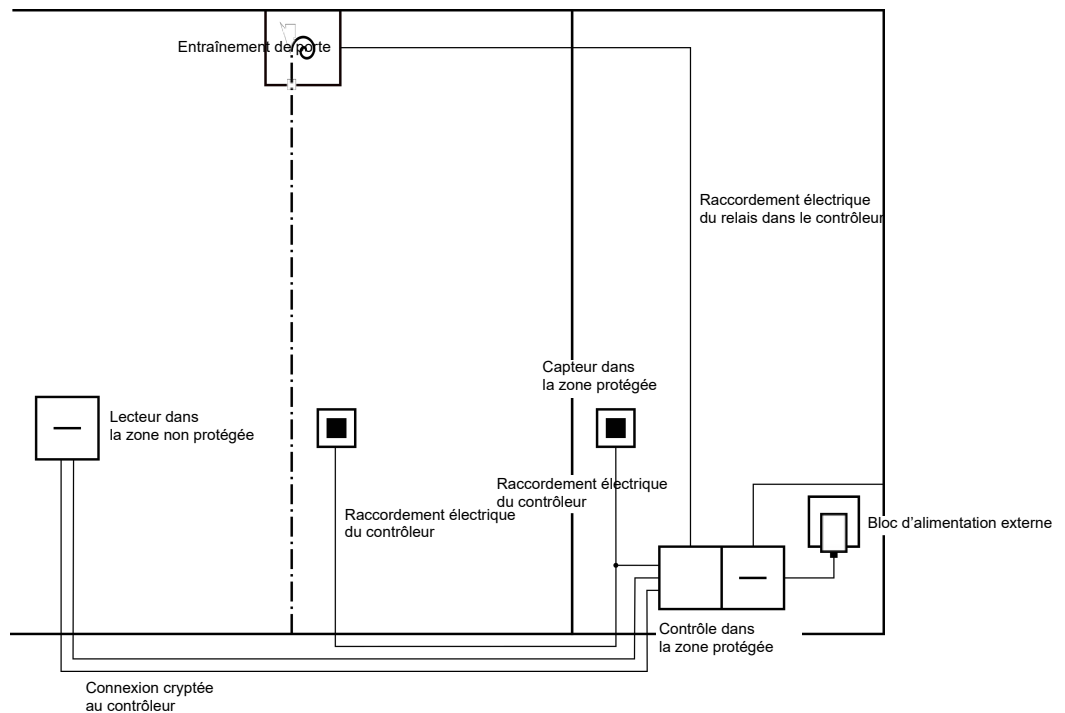 Entraînement de porte
Raccordement électrique
du relais dans le contrôleur
Capteur dans
la zone protégée
Lecteur dans
la zone non protégée
Raccordement électrique
du contrôleur
Raccordement électrique
du contrôleur
Bloc d’alimentation externe
Contrôle dans
la zone protégée
Connexion cryptée
au contrôleur